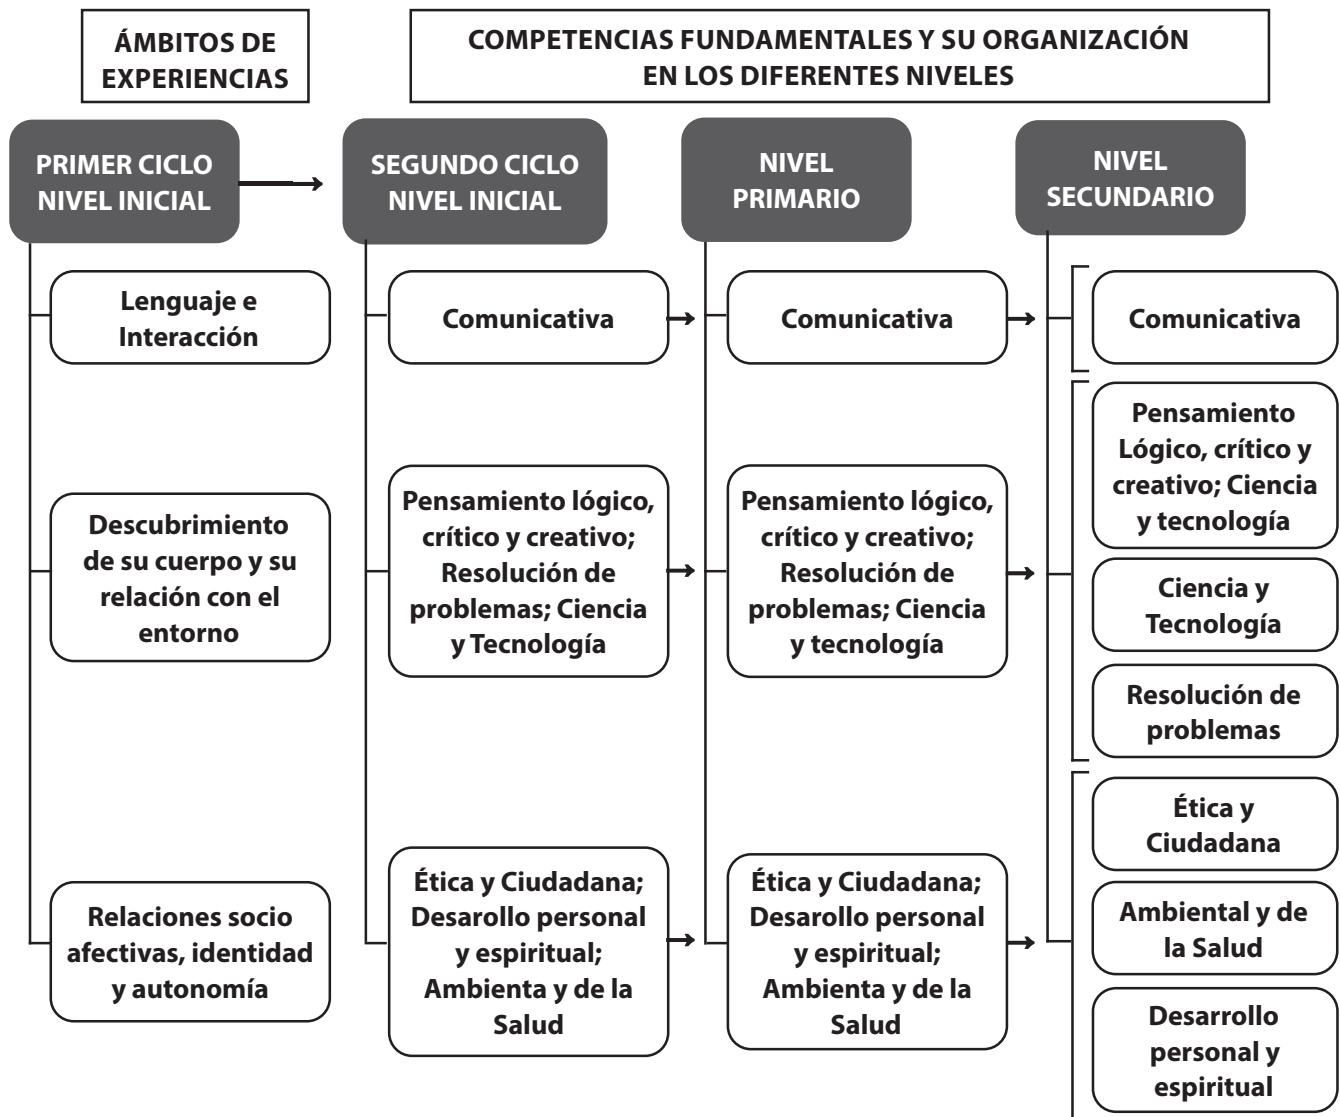 ÁMBITOS DE
EXPERIENCIAS
COMPETENCIAS FUNDAMENTALES Y SU ORGANIZACIÓN
EN LOS DIFERENTES NIVELES
PRIMER CICLO
NIVEL INICIAL
SEGUNDO CICLO
NIVEL INICIAL
NIVEL
PRIMARIO
NIVEL
SECUNDARIO
Lenguaje e
Interacción
Comunicativa
Comunicativa
Comunicativa
Descubrimiento
de su cuerpo y su
relación con el
entorno
Pensamiento lógico,
crítico y creativo;
Resolución de
problemas; Ciencia
y Tecnología
Pensamiento lógico,
crítico y creativo;
Resolución de
problemas; Ciencia
y tecnología
Pensamiento
Lógico, crítico y
creativo; Ciencia
y tecnología
Ciencia y
Tecnología
Resolución de
problemas
Relaciones socio
afectivas, identidad
y autonomía
Ética y Ciudadana;
Desarollo personal
y espiritual;
Ambienta y de la
Salud
Ética y Ciudadana;
Desarollo personal
y espiritual;
Ambienta y de la
Salud
Ética y
Ciudadana
Ambiental y de
la Salud
Desarrollo
personal y
espiritual